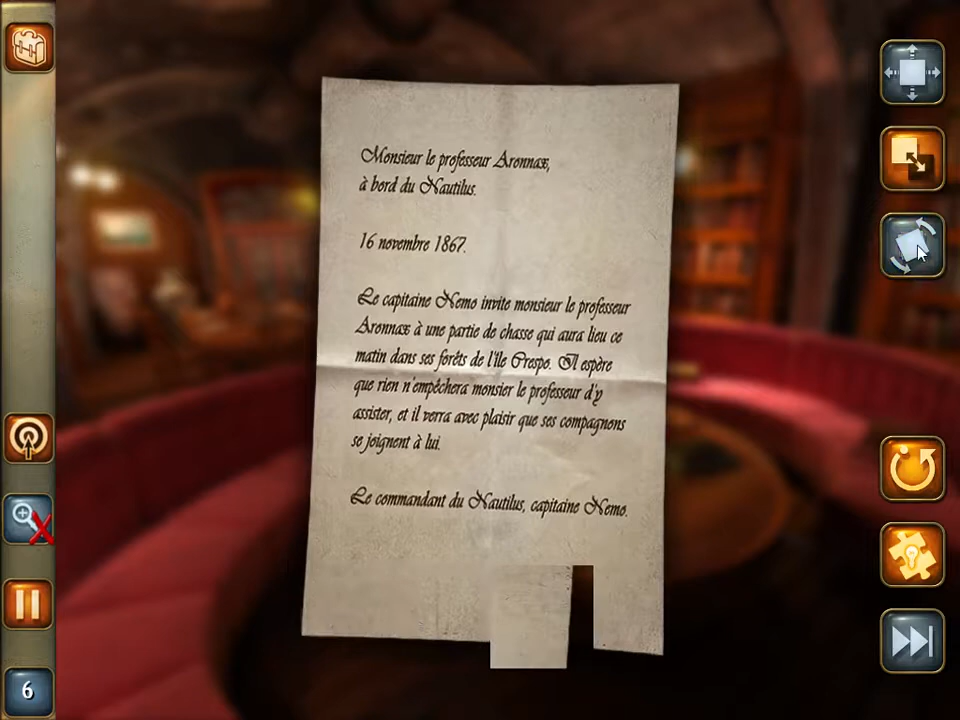 Monsieur le professeur Aronnax,
à bord du Nautilus.
16 novembre 1867.
Le capitaine Nemo invite monsieur le professeur
Aronnax à une partie de chasse qui aura lieu ce
matin dans ses forêts de l'île Crespo. Il espère
que rien n'empêchera monsier le professeur d'y
assister, et il verra avec plaisir que ses compagnons
se joignent à lui.
Le commandant du Nautilus, capitaine Nemo.
6